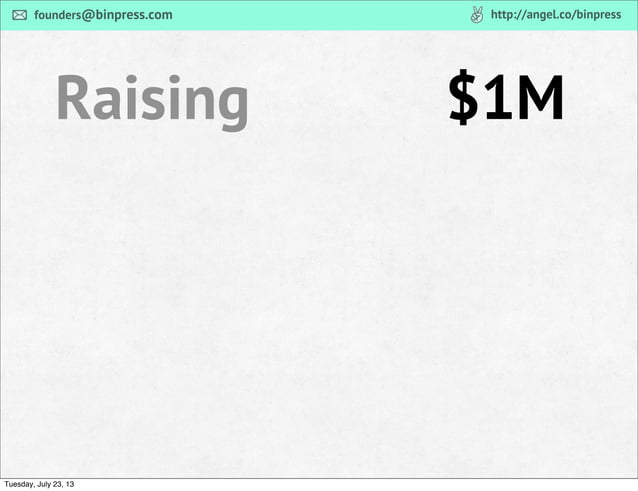 founders@binpress.com http://angel.co/binpress
Raising $1M
Tuesday, July 23, 13